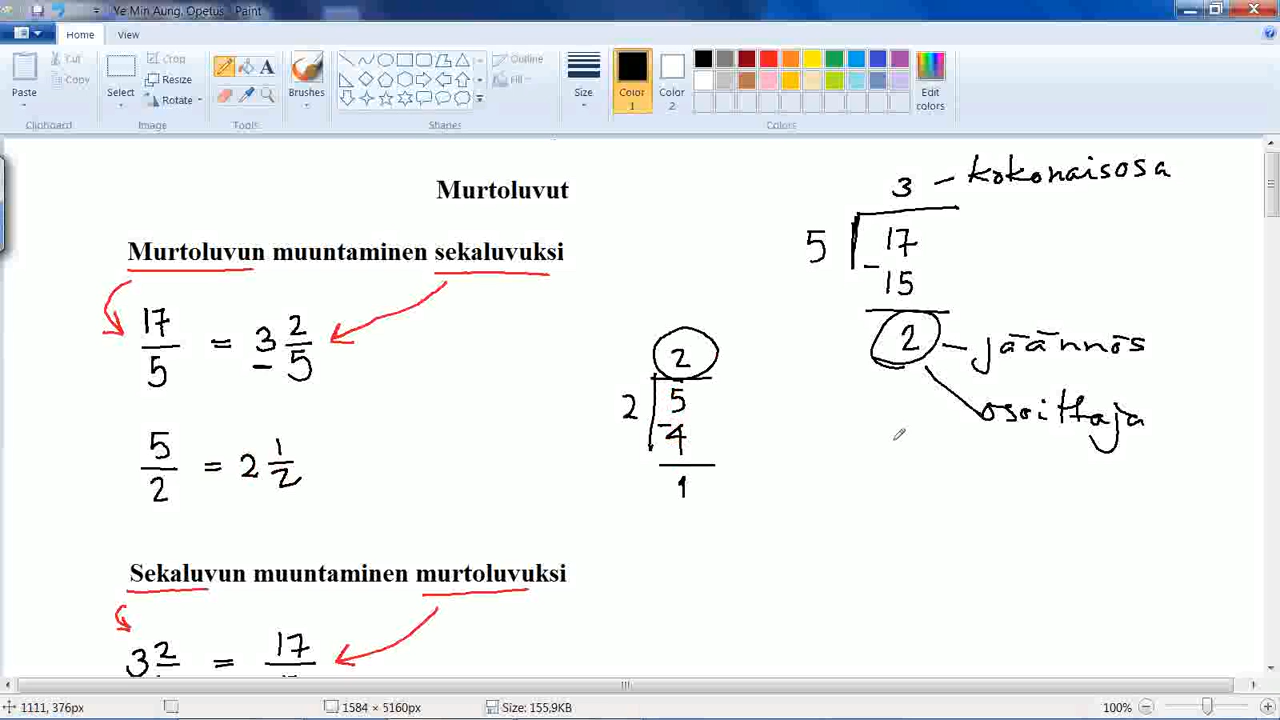 Ye Min Aung, Opetus - Paint
Home View
Paste
Cut
Copy
Clipboard
Select
Crop
Resize
Rotate
Image
Tools
Brushes
Shapes
Outline
Fill
Size
Color 1
Color 2
Edit colors
Colors
Murtoluvut
Murtoluvun muuntaminen sekaluvuksi
17/5 = 3 2/5
5/2 = 2 1/2
2
2 5
-4
1
3 - kokonaisosa
5 17
-15
2 - jäännös
osoittaja
Sekaluvun muuntaminen murtoluvuksi
3 2 = 17
1111, 376px
1584 × 5160px
Size: 155,9KB
100%